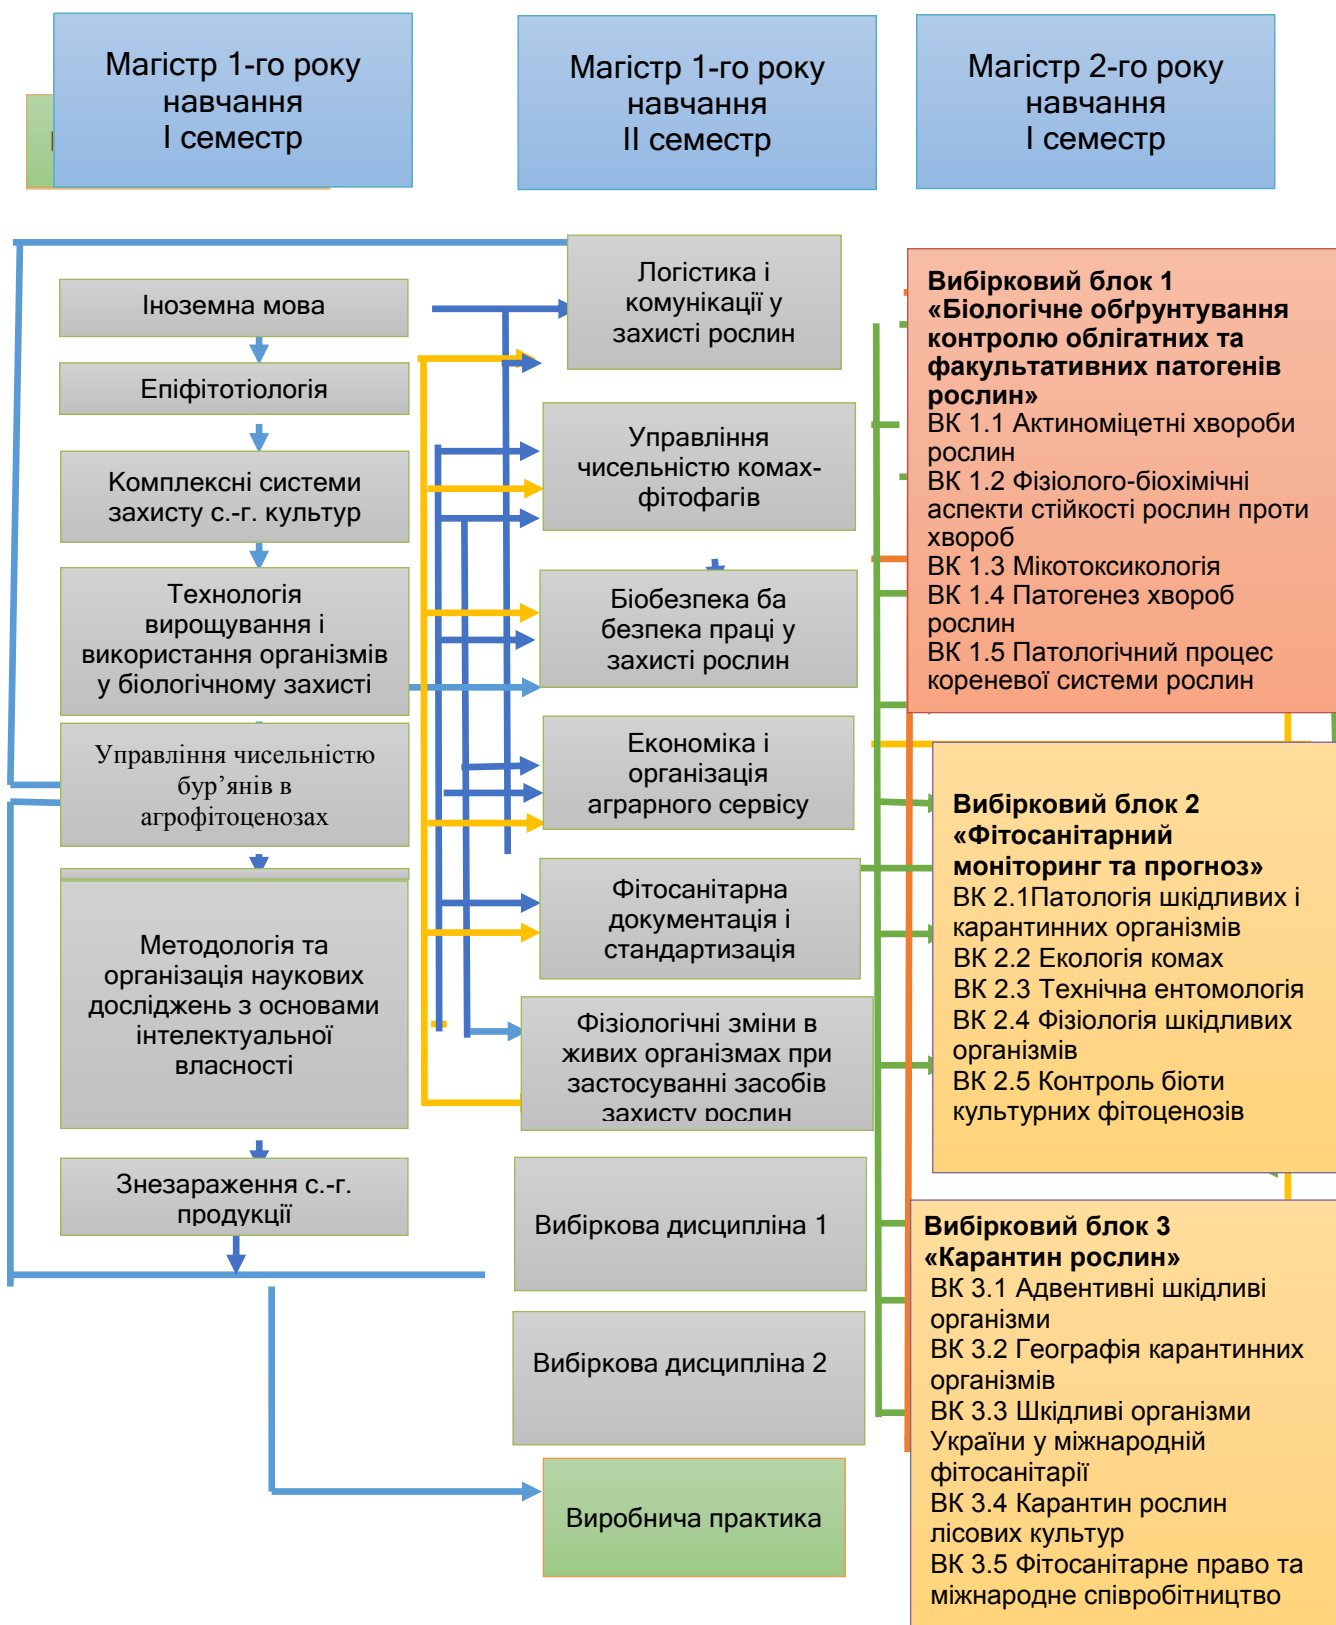 Магістр 1-го року
навчання
І семестр
Магістр 1-го року
навчання
ІІ семестр
Магістр 2-го року
навчання
І семестр
Іноземна мова
Епіфітотіологія
Комплексні системи
захисту с.-г. культур
Технологія
вирощування і
використання організмів
у біологічному захисті
Управління чисельністю
бур’янів в
агрофітоценозах
Методологія та
організація наукових
досліджень з основами
інтелектуальної
власності
Знезараження с.-г.
продукції
Логістика і
комунікації у
захисті рослин
Управління
чисельністю комах-
фітофагів
Біобезпека ба
безпека праці у
захисті рослин
Економіка і
організація
аграрного сервісу
Фітосанітарна
документація і
стандартизація
Фізіологічні зміни в
живих організмах при
застосуванні засобів
захисту рослин
Вибіркова дисципліна 1
Вибіркова дисципліна 2
Виробнича практика
Вибірковий блок 1
«Біологічне обґрунтування
контролю облігатних та
факультативних патогенів
рослин»
ВК 1.1 Актиноміцетні хвороби
рослин
ВК 1.2 Фізіолого-біохімічні
аспекти стійкості рослин проти
хвороб
ВК 1.3 Мікотоксикологія
ВК 1.4 Патогенез хвороб
рослин
ВК 1.5 Патологічний процес
кореневої системи рослин
Вибірковий блок 2
«Фітосанітарний
моніторинг та прогноз»
ВК 2.1Патологія шкідливих і
карантинних організмів
ВК 2.2 Екологія комах
ВК 2.3 Технічна ентомологія
ВК 2.4 Фізіологія шкідливих
організмів
ВК 2.5 Контроль біоти
культурних фітоценозів
Вибірковий блок 3
«Карантин рослин»
ВК 3.1 Адвентивні шкідливі
організми
ВК 3.2 Географія карантинних
організмів
ВК 3.3 Шкідливі організми
України у міжнародній
фітосанітарії
ВК 3.4 Карантин рослин
лісових культур
ВК 3.5 Фітосанітарне право та
міжнародне співробітництво